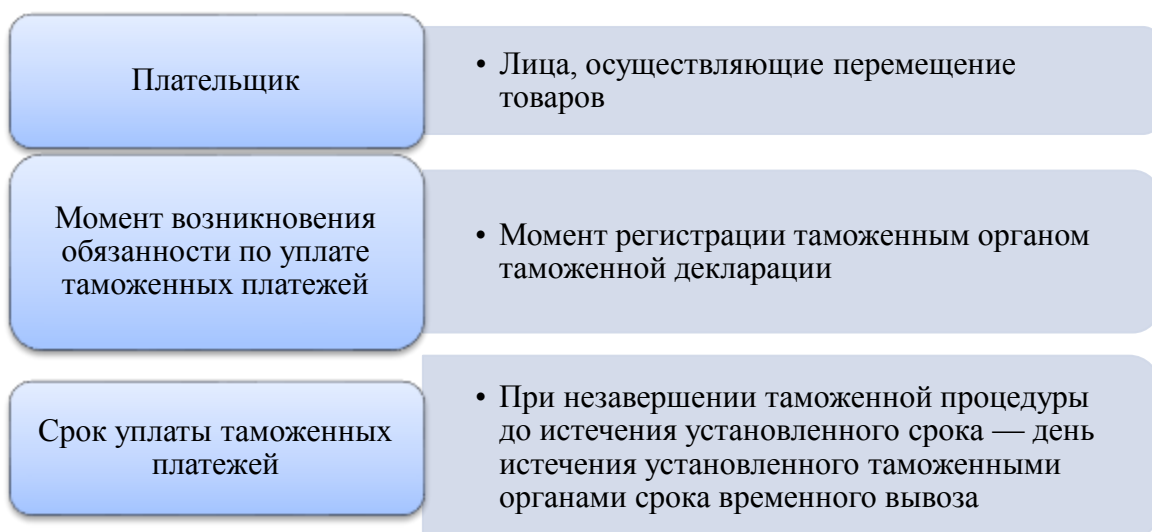 Плательщик
• Лица, осуществляющие перемещение
товаров
Момент возникновения
обязанности по уплате
таможенных платежей
• Момент регистрации таможенным органом
таможенной декларации
Срок уплаты таможенных
платежей
• При незавершении таможенной процедуры
до истечения установленного срока — день
истечения установленного таможенными
органами срока временного вывоза